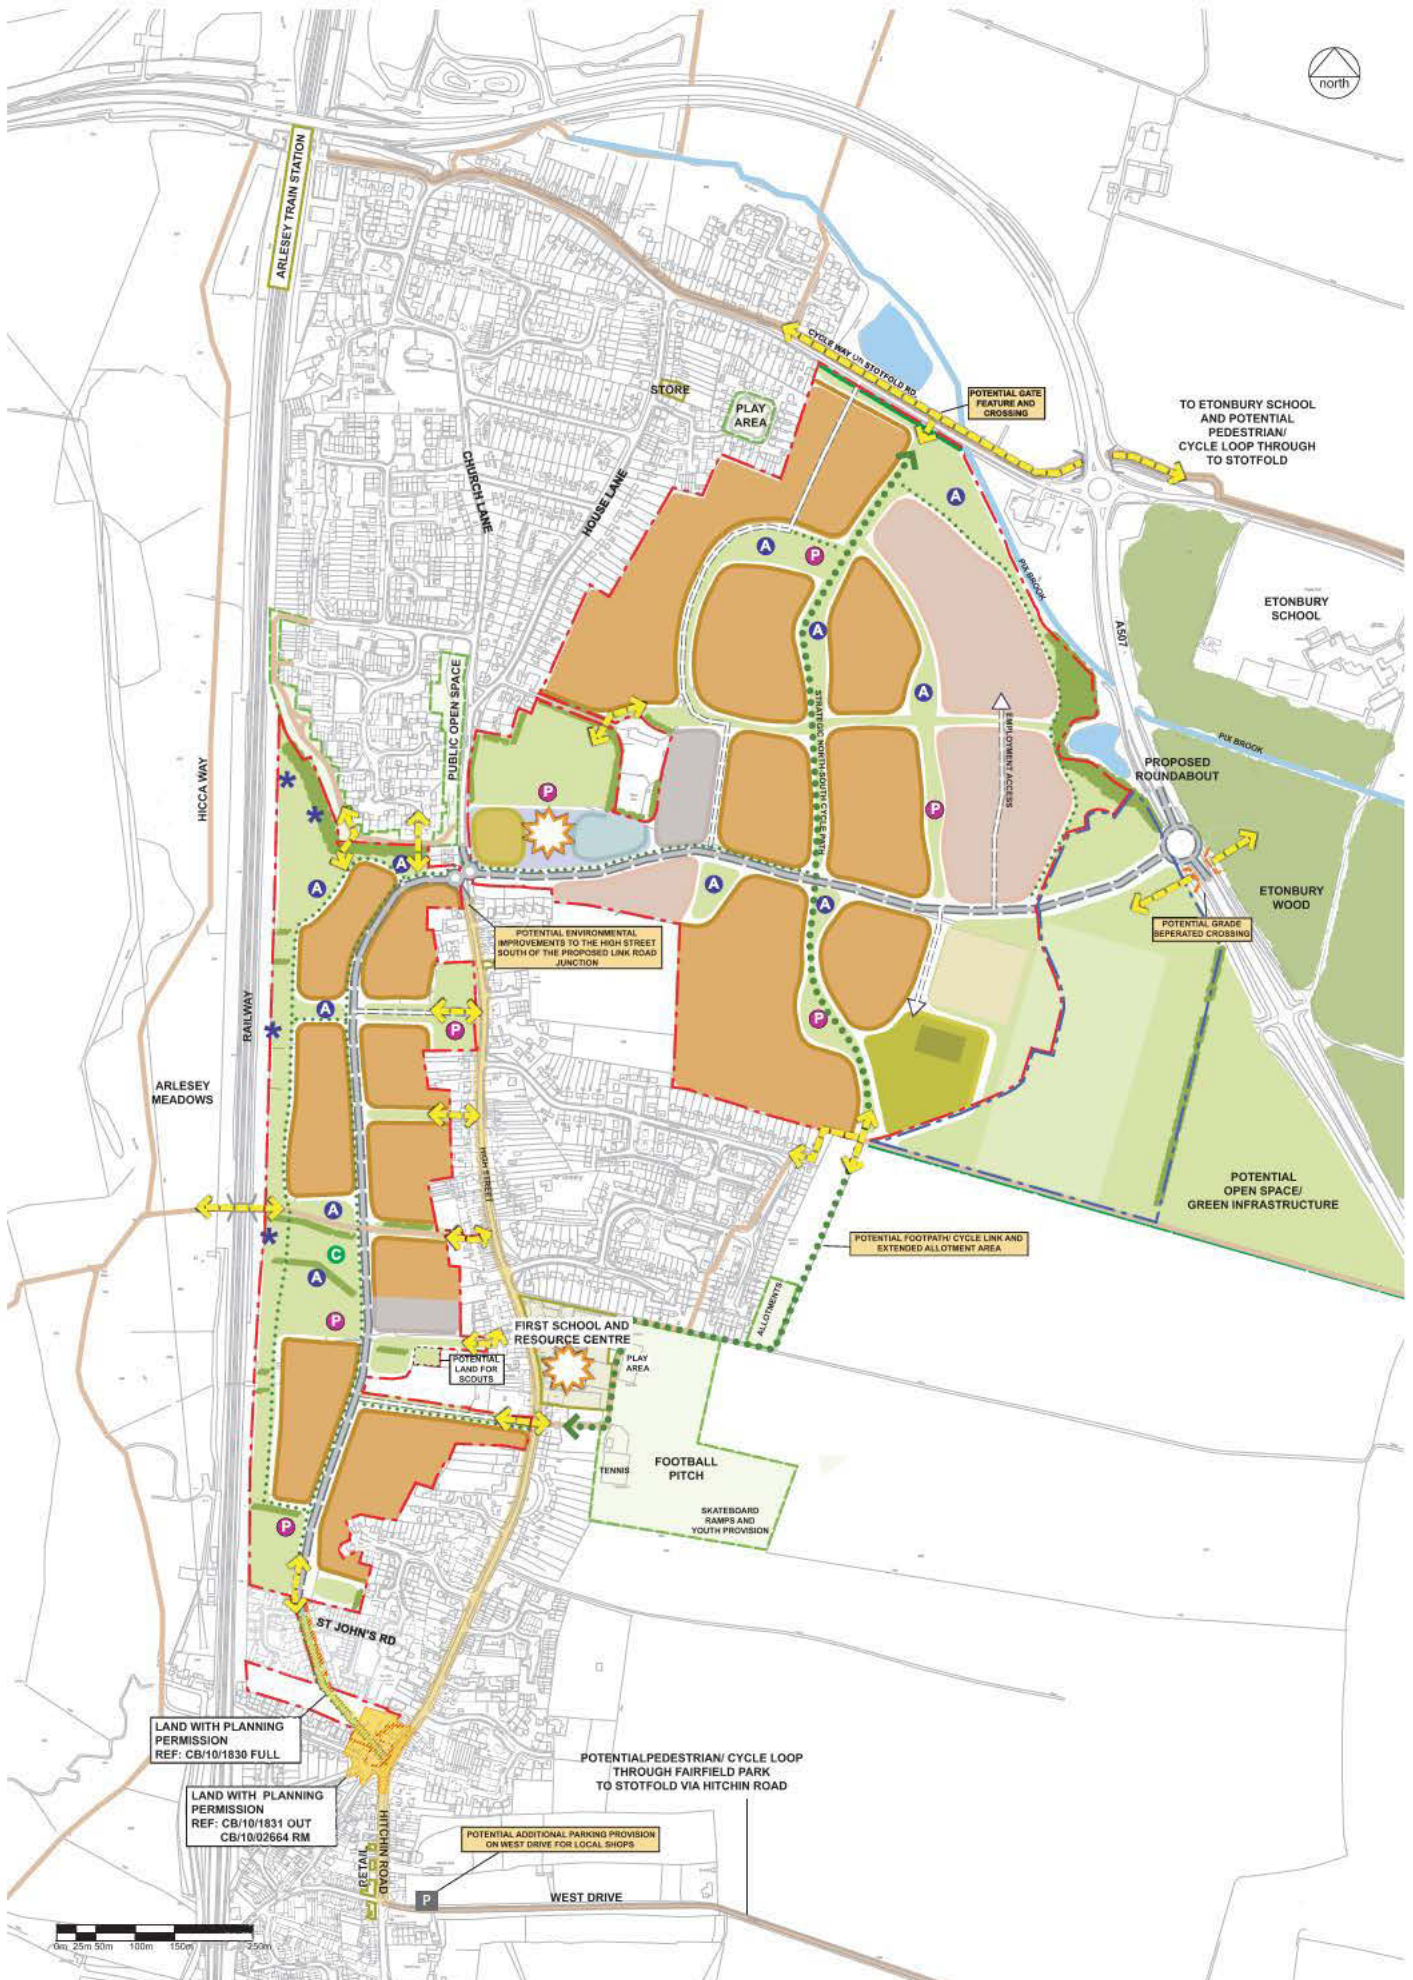 north
ARLESEY TRAIN STATION
CYCLE WAY ON STOTFOLD RD
POTENTIAL GATE
FEATURE AND
CROSSING
STORE
PLAY
AREA
TO ETONBURY SCHOOL
AND POTENTIAL
PEDESTRIAN/
CYCLE LOOP THROUGH
TO STOTFOLD
CHURCH LANE
HOUSE LANE
A
A
P
PIX BROOK
ETONBURY
SCHOOL
A507
A
PUBLIC OPEN SPACE
A
STRATEGIC NORTH-SOUTH CYCLE PATH
EMPLOYMENT ACCESS
PIX BROOK
PROPOSED
ROUNDABOUT
HICCA WAY
*
*
P
P
A
A
A
A
ETONBURY
WOOD
POTENTIAL GRADE
SEPERATED CROSSING
POTENTIAL ENVIRONMENTAL
IMPROVEMENTS TO THE HIGH STREET
SOUTH OF THE PROPOSED LINK ROAD
JUNCTION
RAILWAY
*
A
P
P
ARLESEY
MEADOWS
HIGH STREET
POTENTIAL
OPEN SPACE/
GREEN INFRASTRUCTURE
A
*
C
A
P
POTENTIAL FOOTPATH/ CYCLE LINK AND
EXTENDED ALLOTMENT AREA
ALLOTMENTS
FIRST SCHOOL AND
RESOURCE CENTRE
POTENTIAL
LAND FOR
SCOUTS
PLAY
AREA
TENNIS
FOOTBALL
PITCH
SKATEBOARD
RAMPS AND
YOUTH PROVISION
P
ST JOHN'S RD
LAND WITH PLANNING
PERMISSION
REF: CB/10/1830 FULL
LAND WITH PLANNING
PERMISSION
REF: CB/10/1831 OUT
CB/10/02664 RM
POTENTIALPEDESTRIAN/ CYCLE LOOP
THROUGH FAIRFIELD PARK
TO STOTFOLD VIA HITCHIN ROAD
HITCHIN ROAD
RETAIL
POTENTIAL ADDITIONAL PARKING PROVISION
ON WEST DRIVE FOR LOCAL SHOPS
P
WEST DRIVE
0m 25m 50m 100m 150m 250m